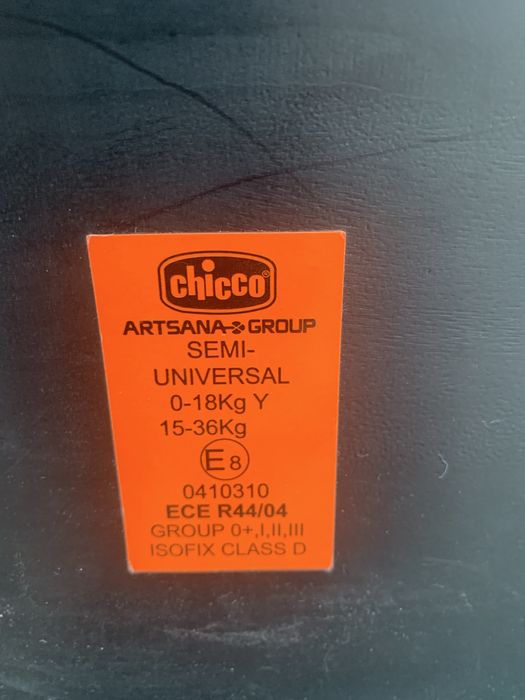 chicco®
ARTSANA GROUP
SEMI-
UNIVERSAL
0-18Kg Y
15-36Kg
E8
0410310
ECE R44/04
GROUP 0+,I,II,III
ISOFIX CLASS D